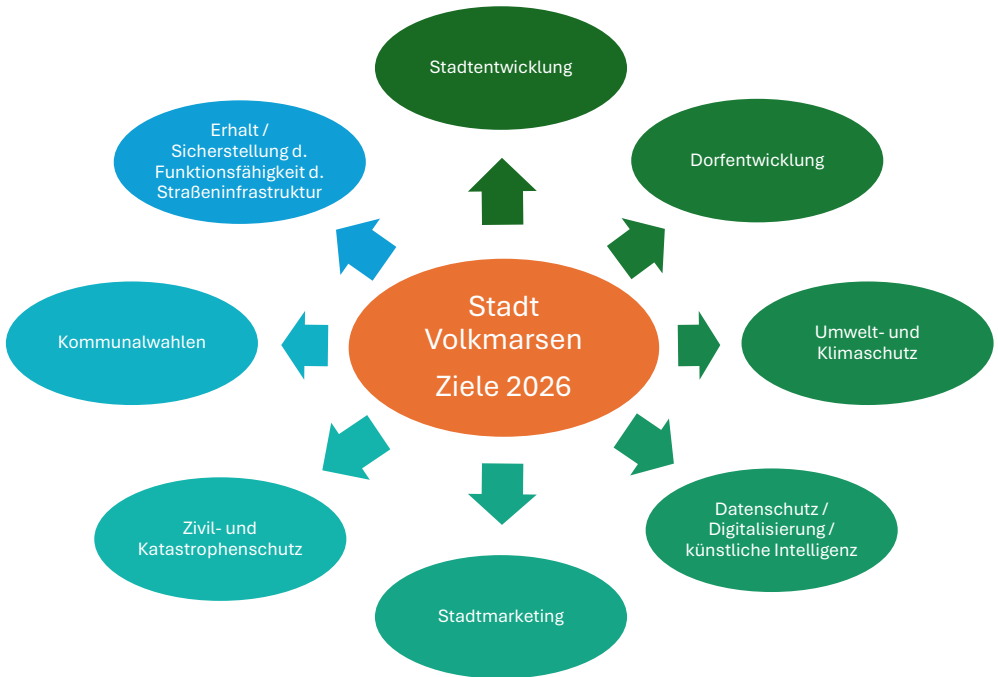 Stadtentwicklung
Dorfentwicklung
Umwelt- und
Klimaschutz
Datenschutz /
Digitalisierung /
künstliche Intelligenz
Stadtmarketing
Zivil- und
Katastrophenschutz
Kommunalwahlen
Erhalt /
Sicherstellung d.
Funktionsfähigkeit d.
Straßeninfrastruktur
Stadt
Volkmarsen
Ziele 2026